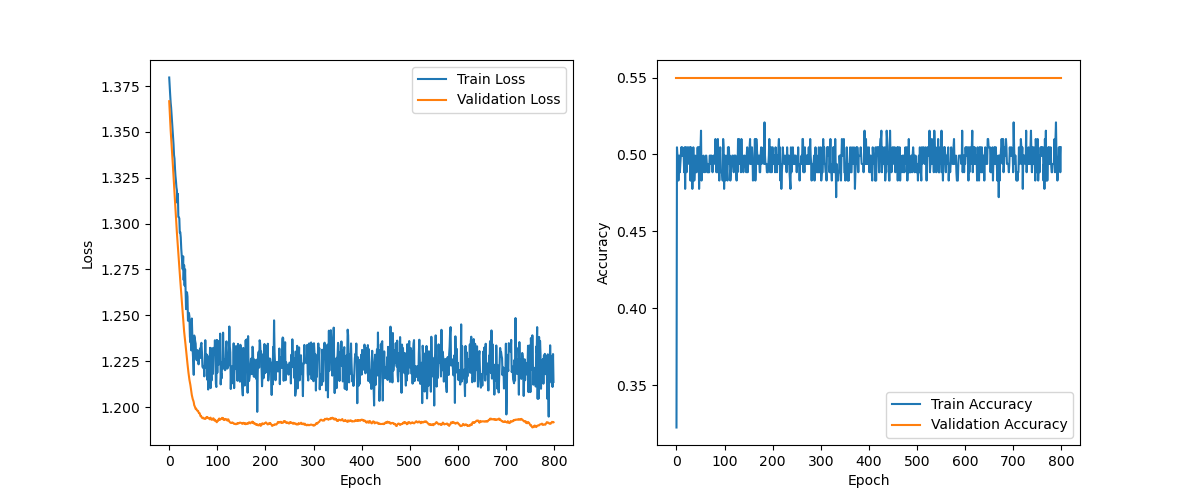 Train Loss
Validation Loss
1.375
1.350
1.325
1.300
1.275
1.250
1.225
1.200
Loss
0 100 200 300 400 500 600 700 800
Epoch
0.55
0.50
0.45
0.40
0.35
Accuracy
Train Accuracy
Validation Accuracy
0 100 200 300 400 500 600 700 800
Epoch